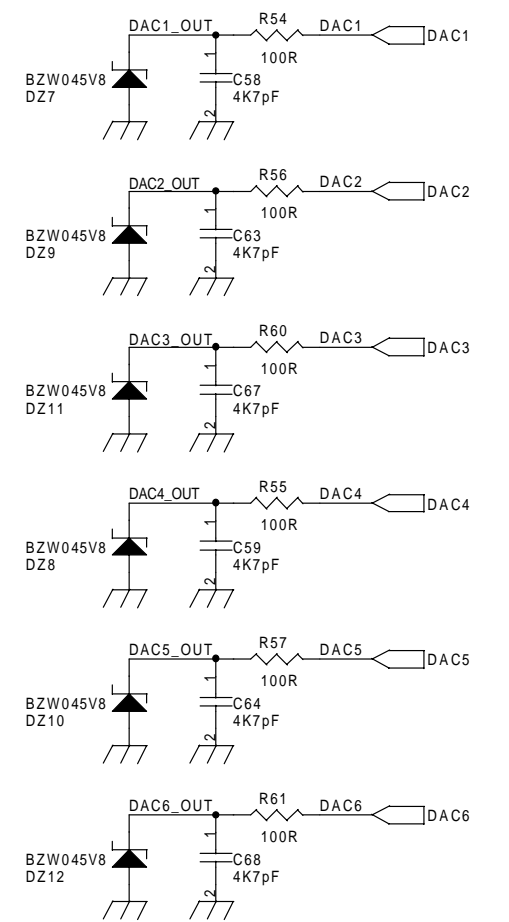 DAC1_OUT R54 DAC1 DAC1
100R
1
BZW045V8 C58
DZ7 4K7pF
2
DAC2_OUT R56 DAC2 DAC2
100R
1
BZW045V8 C63
DZ9 4K7pF
2
DAC3_OUT R60 DAC3 DAC3
100R
1
BZW045V8 C67
DZ11 4K7pF
2
DAC4_OUT R55 DAC4 DAC4
100R
1
BZW045V8 C59
DZ8 4K7pF
2
DAC5_OUT R57 DAC5 DAC5
100R
1
BZW045V8 C64
DZ10 4K7pF
2
DAC6_OUT R61 DAC6 DAC6
100R
1
BZW045V8 C68
DZ12 4K7pF
2